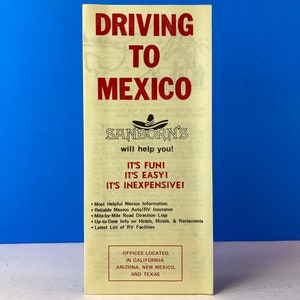 DRIVING
TO
MEXICO
SANBORN'S
will help you!
IT'S FUN!
IT'S EASY!
IT'S INEXPENSIVE!
• Most Helpful Mexico Information
• Reliable Mexico Auto/RV Insurance
• Mile-by-Mile Road Direction Logs
• Up-to-Date Info on Hotels, Motels, & Restaurants
• Latest List of RV Facilities
OFFICES LOCATED
IN CALIFORNIA
ARIZONA, NEW MEXICO,
AND TEXAS